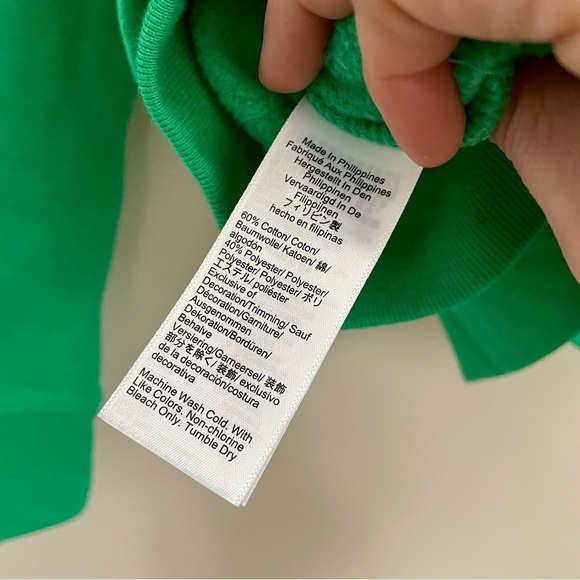 Made In Philippines
Fabriqué Aux Philippines
Hergestellt In Den
Philippinen
Vervaardigd In De
Filippijnen
フィリピン製
hecho en filipinas
60% Cotton/ Coton/
Baumwolle/ Katoen/ 綿/
algodón
40% Polyester/ Polyester/
Polyester/ Polyester/ ポリ
エステル/ poliéster
Exclusive of
Decoration/Trimming/ Sauf
Décoration/Garniture/
Ausgenommen
Dekoration/Bordüren/
Behalve
Versiering/Garneersel/ 装飾
部分を除く/ 装飾/ exclusivo
de la decoración/costura
decorativa
Machine Wash Cold. With
Like Colors. Non-chlorine
Bleach Only. Tumble Dry